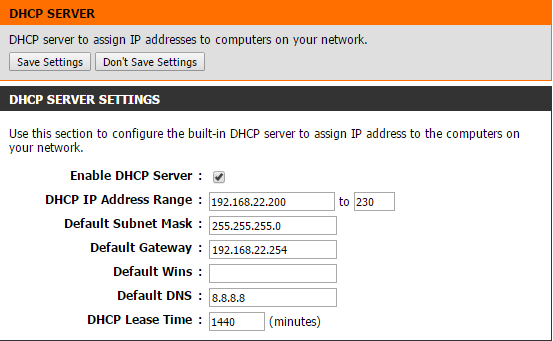 DHCP SERVER
DHCP server to assign IP addresses to computers on your network.
Save Settings Don't Save Settings
DHCP SERVER SETTINGS
Use this section to configure the built-in DHCP server to assign IP address to the computers on
your network.
Enable DHCP Server :
DHCP IP Address Range : 192.168.22.200 to 230
Default Subnet Mask : 255.255.255.0
Default Gateway : 192.168.22.254
Default Wins :
Default DNS : 8.8.8.8
DHCP Lease Time : 1440 (minutes)